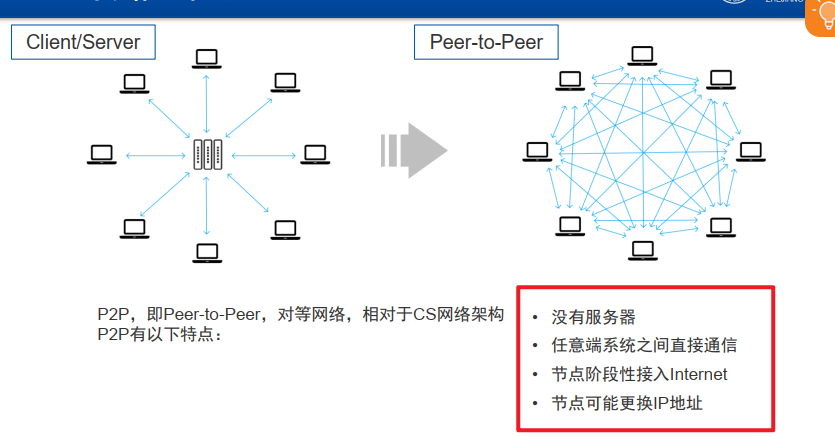 Client/Server
Peer-to-Peer
P2P，即Peer-to-Peer，对等网络，相对于CS网络架构
P2P有以下特点：
• 没有服务器
• 任意端系统之间直接通信
• 节点阶段性接入Internet
• 节点可能更换IP地址